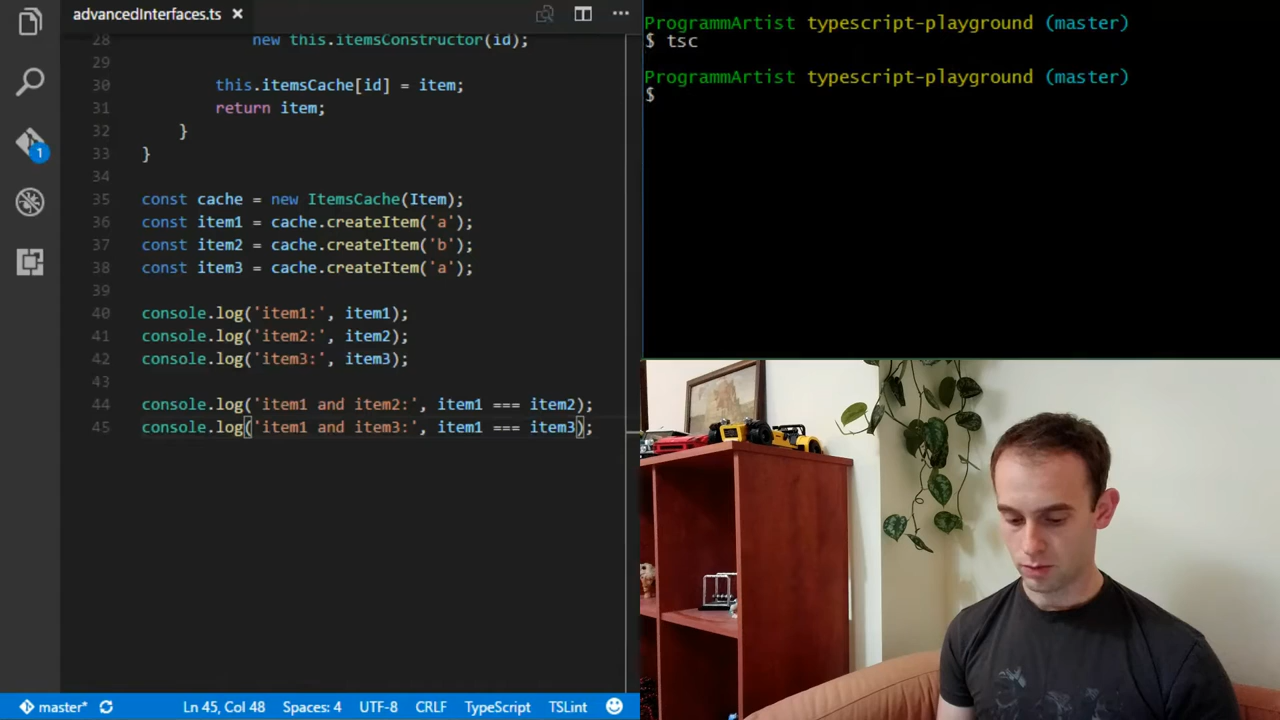 advancedInterfaces.ts
28 new this.itemsConstructor(id);
29
30 this.itemsCache[id] = item;
31 return item;
32 }
33 }
34
35 const cache = new ItemsCache(Item);
36 const item1 = cache.createItem('a');
37 const item2 = cache.createItem('b');
38 const item3 = cache.createItem('a');
39
40 console.log('item1:', item1);
41 console.log('item2:', item2);
42 console.log('item3:', item3);
43
44 console.log('item1 and item2:', item1 === item2);
45 console.log('item1 and item3:', item1 === item3);
1
master* Ln 45, Col 48 Spaces: 4 UTF-8 CRLF TypeScript TSLint
ProgrammArtist typescript-playground (master)
$ tsc
ProgrammArtist typescript-playground (master)
$